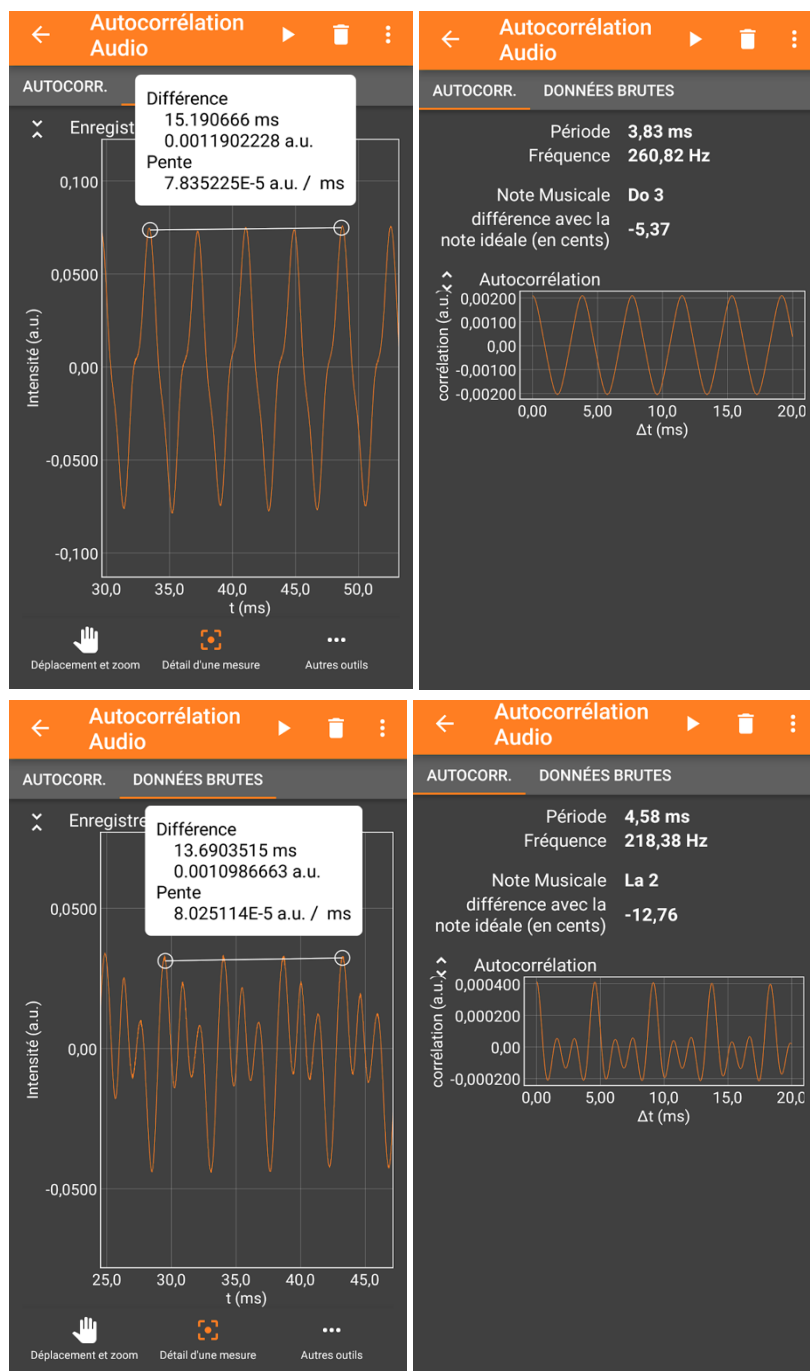 Autocorrélation
Audio
AUTOCORR.
Différence
15.190666 ms
0.0011902228 a.u.
Pente
7.835225E-5 a.u. / ms
Enregist
0,100
0,0500
0,00
-0,0500
-0,100
Intensité (a.u.)
30,0 35,0 40,0 45,0 50,0
t (ms)
Déplacement et zoom Détail d'une mesure Autres outils
Autocorrélation
Audio
AUTOCORR. DONNÉES BRUTES
Période 3,83 ms
Fréquence 260,82 Hz
Note Musicale Do 3
différence avec la
note idéale (en cents) -5,37
Autocorrélation
corrélation (a.u.)
0,00200
0,00100
0,00
-0,00100
-0,00200
0,00 5,00 10,0 15,0 20,0
Δt (ms)
Autocorrélation
Audio
AUTOCORR. DONNÉES BRUTES
Enregistre
Différence
13.6903515 ms
0.0010986663 a.u.
Pente
8.025114E-5 a.u. / ms
0,0500
0,00
-0,0500
Intensité (a.u.)
25,0 30,0 35,0 40,0 45,0
t (ms)
Déplacement et zoom Détail d'une mesure Autres outils
Autocorrélation
Audio
AUTOCORR. DONNÉES BRUTES
Période 4,58 ms
Fréquence 218,38 Hz
Note Musicale La 2
différence avec la
note idéale (en cents) -12,76
Autocorrélation
corrélation (a.u.)
0,000400
0,000200
0,00
-0,000200
0,00 5,00 10,0 15,0 20,0
Δt (ms)